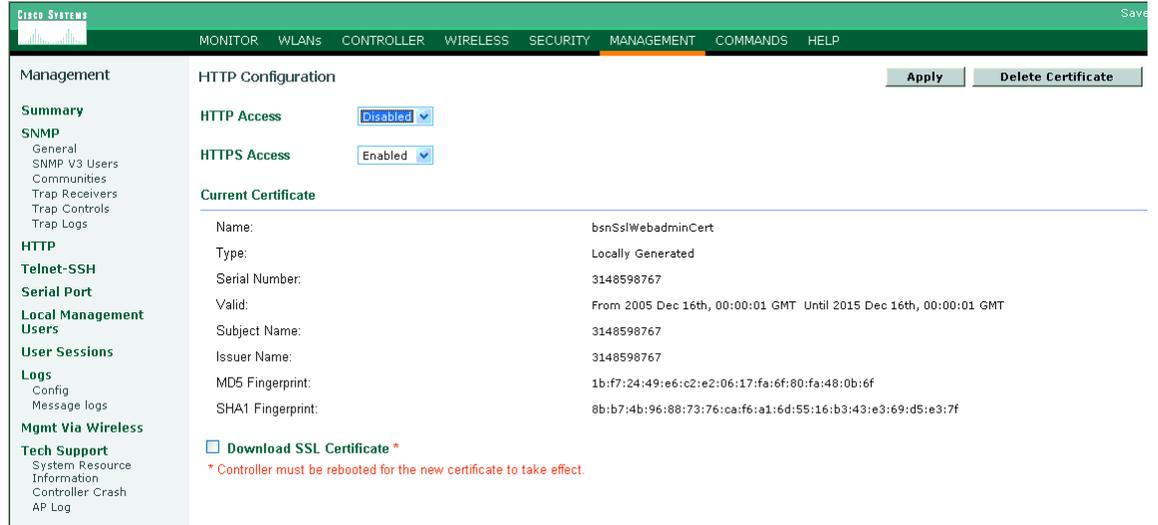 CISCO SYSTEMS
Save
MONITOR WLANs CONTROLLER WIRELESS SECURITY MANAGEMENT COMMANDS HELP
Management
Summary
SNMP
General
SNMP V3 Users
Communities
Trap Receivers
Trap Controls
Trap Logs
HTTP
Telnet-SSH
Serial Port
Local Management
Users
User Sessions
Logs
Config
Message logs
Mgmt Via Wireless
Tech Support
System Resource
Information
Controller Crash
AP Log
HTTP Configuration
Apply Delete Certificate
HTTP Access Disabled
HTTPS Access Enabled
Current Certificate
Name: bsnSslWebadminCert
Type: Locally Generated
Serial Number: 3148598767
Valid: From 2005 Dec 16th, 00:00:01 GMT Until 2015 Dec 16th, 00:00:01 GMT
Subject Name: 3148598767
Issuer Name: 3148598767
MD5 Fingerprint: 1b:f7:24:49:e6:c2:e2:06:17:fa:6f:80:fa:48:0b:6f
SHA1 Fingerprint: 8b:b7:4b:96:88:73:76:ca:f6:a1:6d:55:16:b3:43:e3:69:d5:e3:7f
Download SSL Certificate *
* Controller must be rebooted for the new certificate to take effect.